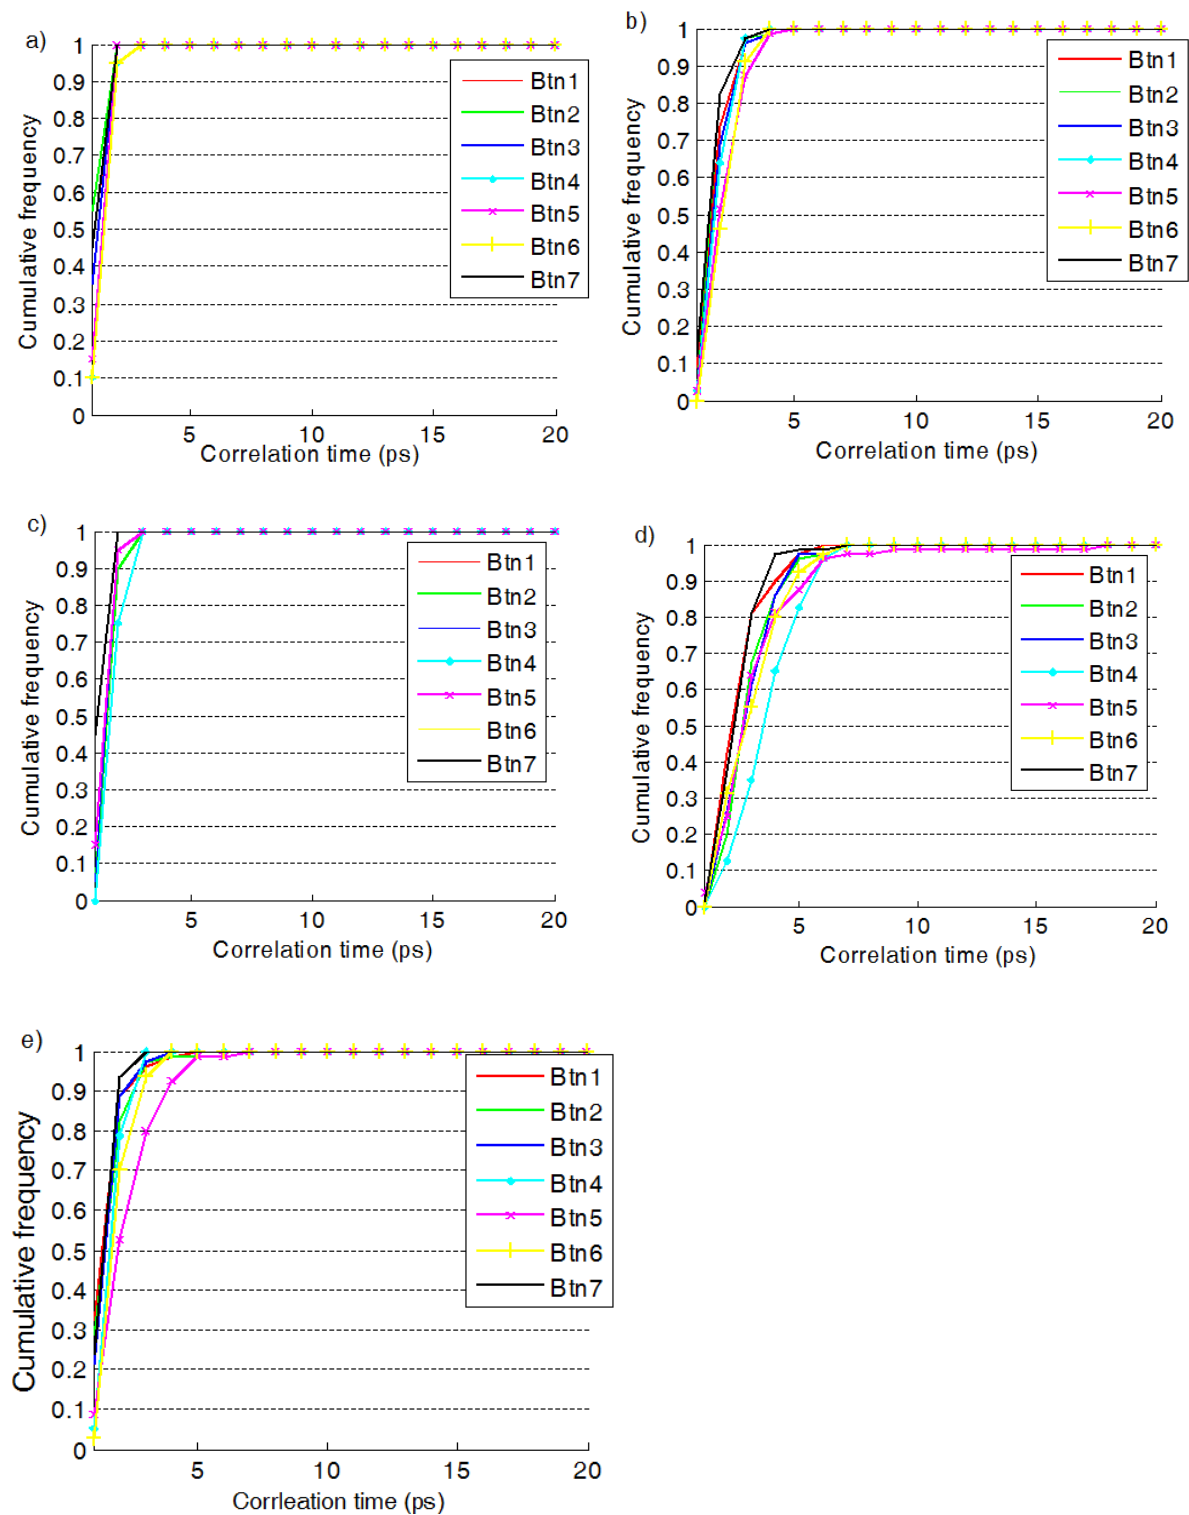 a)
Cumulative frequency
1
0.9
0.8
0.7
0.6
0.5
0.4
0.3
0.2
0.1
0
5
10
15
20
Correlation time (ps)
Btn1
Btn2
Btn3
Btn4
Btn5
Btn6
Btn7
b)
Cumulative frequency
1
0.9
0.8
0.7
0.6
0.5
0.4
0.3
0.2
0.1
0
5
10
15
20
Correlation time (ps)
Btn1
Btn2
Btn3
Btn4
Btn5
Btn6
Btn7
c)
Cumulative frequency
1
0.9
0.8
0.7
0.6
0.5
0.4
0.3
0.2
0.1
0
5
10
15
20
Correlation time (ps)
Btn1
Btn2
Btn3
Btn4
Btn5
Btn6
Btn7
d)
Cumulative frequency
1
0.9
0.8
0.7
0.6
0.5
0.4
0.3
0.2
0.1
0
5
10
15
20
Correlation time (ps)
Btn1
Btn2
Btn3
Btn4
Btn5
Btn6
Btn7
e)
Cumulative frequency
1
0.9
0.8
0.7
0.6
0.5
0.4
0.3
0.2
0.1
0
5
10
15
20
Corrleation time (ps)
Btn1
Btn2
Btn3
Btn4
Btn5
Btn6
Btn7